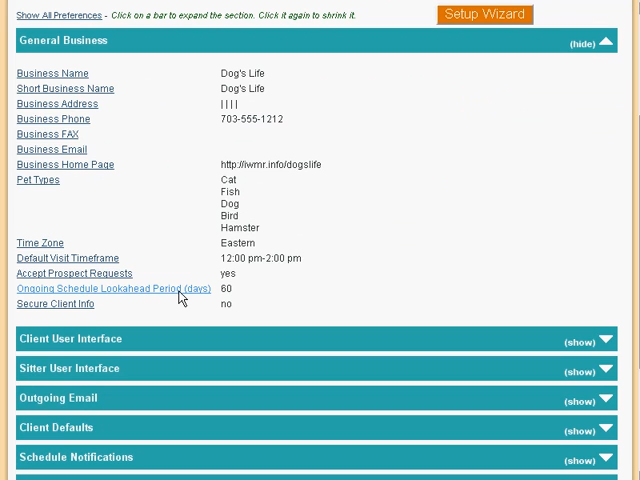 Show All Preferences - Click on a bar to expand the section. Click it again to shrink it.
Setup Wizard
General Business (hide)
Business Name Dog's Life
Short Business Name Dog's Life
Business Address | | | |
Business Phone 703-555-1212
Business FAX
Business Email
Business Home Page http://iwmr.info/dogslife
Pet Types Cat
Fish
Dog
Bird
Hamster
Time Zone Eastern
Default Visit Timeframe 12:00 pm-2:00 pm
Accept Prospect Requests yes
Ongoing Schedule Lookahead Period (days) 60
Secure Client Info no
Client User Interface (show)
Sitter User Interface (show)
Outgoing Email (show)
Client Defaults (show)
Schedule Notifications (show)